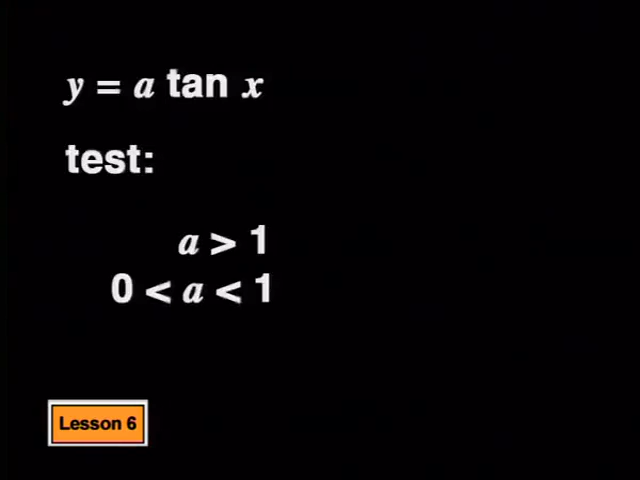 y = a tan x
test:
a > 1
0 < a < 1
Lesson 6